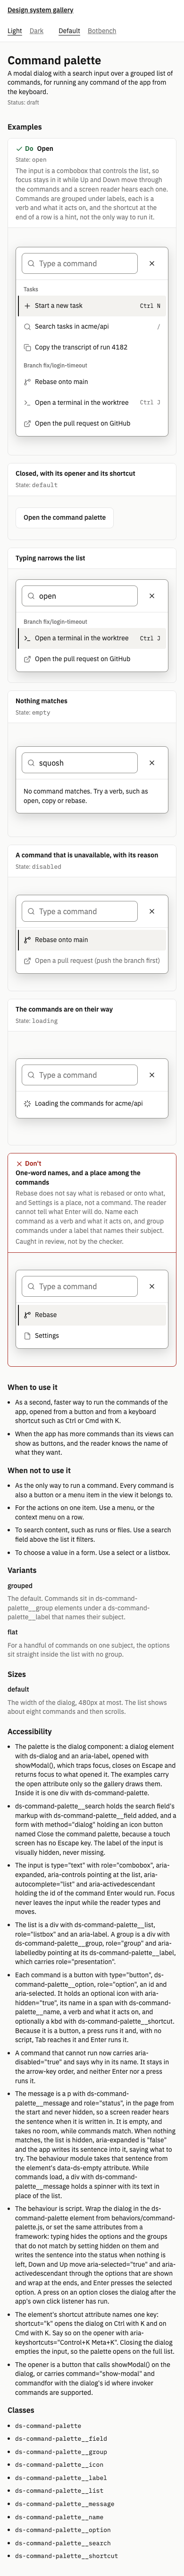 Design system gallery
Light Dark Default Botbench
Command palette
A modal dialog with a search input over a grouped list of
commands, for running any command of the app from
the keyboard.
Status: draft
Examples
Do Open
State: open
The input is a combobox that controls the list, so
focus stays in it while Up and Down move through
the commands and a screen reader hears each one.
Commands are grouped under labels, each is a
verb and what it acts on, and the shortcut at the
end of a row is a hint, not the only way to run it.
Type a command
Tasks
Start a new task Ctrl N
Search tasks in acme/api /
Copy the transcript of run 4182
Branch fix/login-timeout
Rebase onto main
Open a terminal in the worktree Ctrl J
Open the pull request on GitHub
Closed, with its opener and its shortcut
State: default
Open the command palette
Typing narrows the list
open
Branch fix/login-timeout
Open a terminal in the worktree Ctrl J
Open the pull request on GitHub
Nothing matches
State: empty
squosh
No command matches. Try a verb, such as
open, copy or rebase.
A command that is unavailable, with its reason
State: disabled
Type a command
Rebase onto main
Open a pull request (push the branch first)
The commands are on their way
State: loading
Type a command
Loading the commands for acme/api
Don't
One-word names, and a place among the
commands
Rebase does not say what is rebased or onto what,
and Settings is a place, not a command. The reader
cannot tell what Enter will do. Name each
command as a verb and what it acts on, and group
commands under a label that names their subject.
Caught in review, not by the checker.
Type a command
Rebase
Settings
When to use it
As a second, faster way to run the commands of the
app, opened from a button and from a keyboard
shortcut such as Ctrl or Cmd with K.
When the app has more commands than its views can
show as buttons, and the reader knows the name of
what they want.
When not to use it
As the only way to run a command. Every command is
also a button or a menu item in the view it belongs to.
For the actions on one item. Use a menu, or the
context menu on a row.
To search content, such as runs or files. Use a search
field above the list it filters.
To choose a value in a form. Use a select or a listbox.
Variants
grouped
The default. Commands sit in ds-command-
palette__group elements under a ds-command-
palette__label that names their subject.
flat
For a handful of commands on one subject, the options
sit straight inside the list with no group.
Sizes
default
The width of the dialog, 480px at most. The list shows
about eight commands and then scrolls.
Accessibility
The palette is the dialog component: a dialog element
with ds-dialog and an aria-label, opened with
showModal(), which traps focus, closes on Escape and
returns focus to what opened it. The examples carry
the open attribute only so the gallery draws them.
Inside it is one div with ds-command-palette.
ds-command-palette__search holds the search field's
markup with ds-command-palette__field added, and a
form with method="dialog" holding an icon button
named Close the command palette, because a touch
screen has no Escape key. The label of the input is
visually hidden, never missing.
The input is type="text" with role="combobox", aria-
expanded, aria-controls pointing at the list, aria-
autocomplete="list" and aria-activedescendant
holding the id of the command Enter would run. Focus
never leaves the input while the reader types and
moves.
The list is a div with ds-command-palette__list,
role="listbox" and an aria-label. A group is a div with
ds-command-palette__group, role="group" and aria-
labelledby pointing at its ds-command-palette__label,
which carries role="presentation".
Each command is a button with type="button", ds-
command-palette__option, role="option", an id and
aria-selected. It holds an optional icon with aria-
hidden="true", its name in a span with ds-command-
palette__name, a verb and what it acts on, and
optionally a kbd with ds-command-palette__shortcut.
Because it is a button, a press runs it and, with no
script, Tab reaches it and Enter runs it.
A command that cannot run now carries aria-
disabled="true" and says why in its name. It stays in
the arrow-key order, and neither Enter nor a press
runs it.
The message is a p with ds-command-
palette__message and role="status", in the page from
the start and never hidden, so a screen reader hears
the sentence when it is written in. It is empty, and
takes no room, while commands match. When nothing
matches, the list is hidden, aria-expanded is "false"
and the app writes its sentence into it, saying what to
try. The behaviour module takes that sentence from
the element's data-ds-empty attribute. While
commands load, a div with ds-command-
palette__message holds a spinner with its text in
place of the list.
The behaviour is script. Wrap the dialog in the ds-
command-palette element from behaviors/command-
palette.js, or set the same attributes from a
framework: typing hides the options and the groups
that do not match by setting hidden on them and
writes the sentence into the status when nothing is
left, Down and Up move aria-selected="true" and aria-
activedescendant through the options that are shown
and wrap at the ends, and Enter presses the selected
option. A press on an option closes the dialog after the
app's own click listener has run.
The element's shortcut attribute names one key:
shortcut="k" opens the dialog on Ctrl with K and on
Cmd with K. Say so on the opener with aria-
keyshortcuts="Control+K Meta+K". Closing the dialog
empties the input, so the palette opens on the full list.
The opener is a button that calls showModal() on the
dialog, or carries command="show-modal" and
commandfor with the dialog's id where invoker
commands are supported.
Classes
ds-command-palette
ds-command-palette__field
ds-command-palette__group
ds-command-palette__icon
ds-command-palette__label
ds-command-palette__list
ds-command-palette__message
ds-command-palette__name
ds-command-palette__option
ds-command-palette__search
ds-command-palette__shortcut